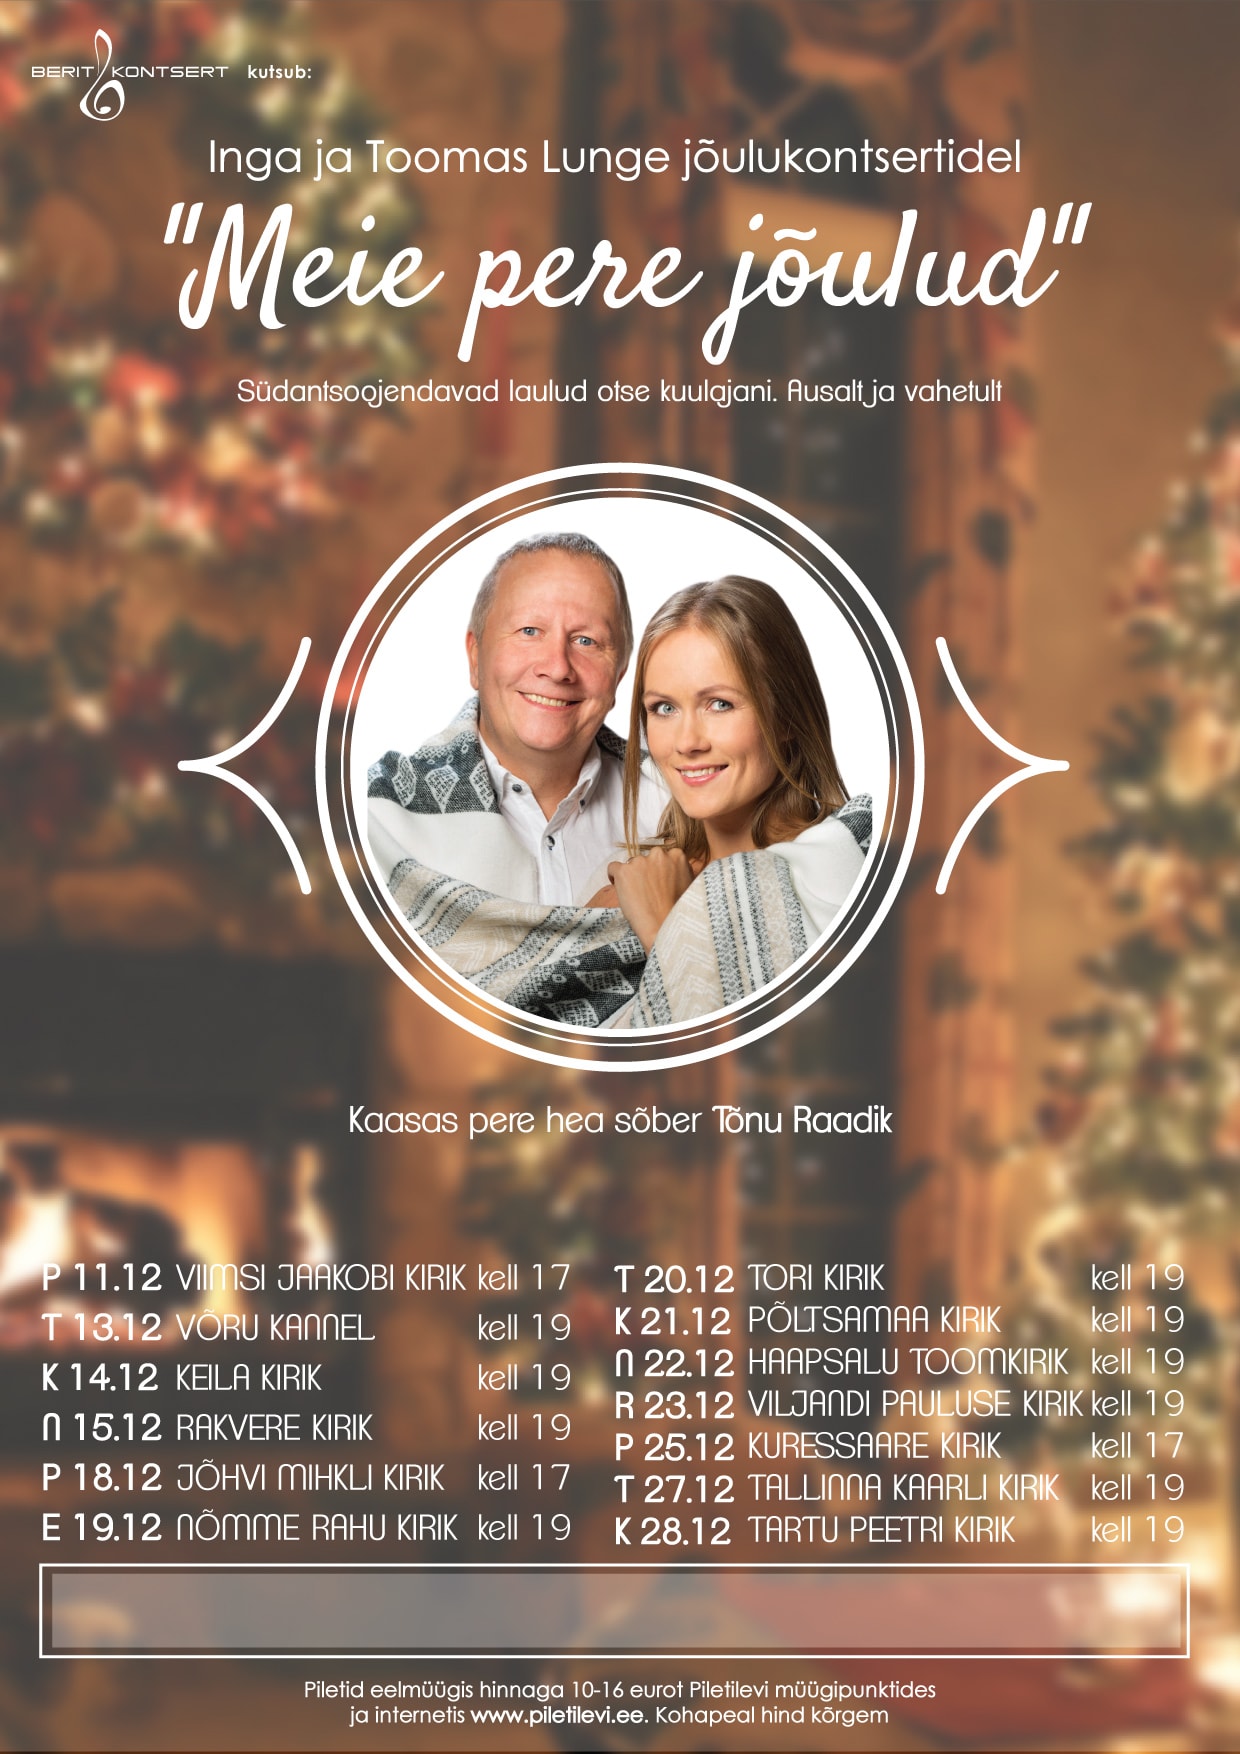 BERIT KONTSERT kutsub:
Inga ja Toomas Lunge jõulukontsertidel
"Meie pere jõulud"
Südantsoojendavad laulud otse kuulajani. Ausalt ja vahetult
Kaasas pere hea sõber Tõnu Raadik
P 11.12 VIIMSI JAAKOBI KIRIK kell 17
T 13.12 VÕRU KANNEL kell 19
K 14.12 KEILA KIRIK kell 19
N 15.12 RAKVERE KIRIK kell 19
P 18.12 JÕHVI MIHKLI KIRIK kell 17
E 19.12 NÕMME RAHU KIRIK kell 19
T 20.12 TORI KIRIK kell 19
K 21.12 PÕLTSAMAA KIRIK kell 19
N 22.12 HAAPSALU TOOMKIRIK kell 19
R 23.12 VILJANDI PAULUSE KIRIK kell 19
P 25.12 KURESSAARE KIRIK kell 17
T 27.12 TALLINNA KAARLI KIRIK kell 19
K 28.12 TARTU PEETRI KIRIK kell 19
Piletid eelmüügis hinnaga 10-16 eurot Piletilevi müügipunktides
ja internetis www.piletilevi.ee. Kohapeal hind kõrgem